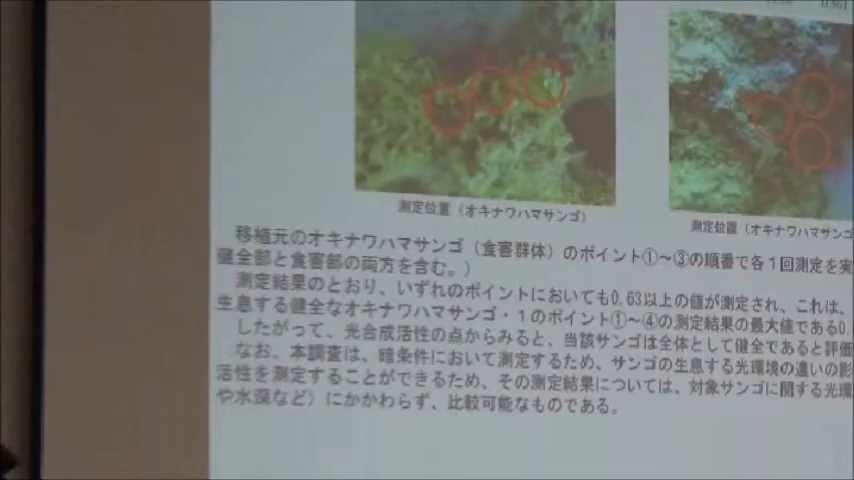 測定位置（オキナワハマサンゴ）
測定位置（オキナワハマサンゴ
移植元のオキナワハマサンゴ（食害群体）のポイント①～③の順番で各１回測定を実
健全部と食害部の両方を含む。）
測定結果のとおり、いずれのポイントにおいても0.63以上の値が測定され、これは、
生息する健全なオキナワハマサンゴ・１のポイント①～④の測定結果の最大値である0.
したがって、光合成活性の点からみると、当該サンゴは全体として健全であると評価
なお、本調査は、暗条件において測定するため、サンゴの生息する光環境の違いの影
活性を測定することができるため、その測定結果については、対象サンゴに関する光環
や水深など）にかかわらず、比較可能なものである。